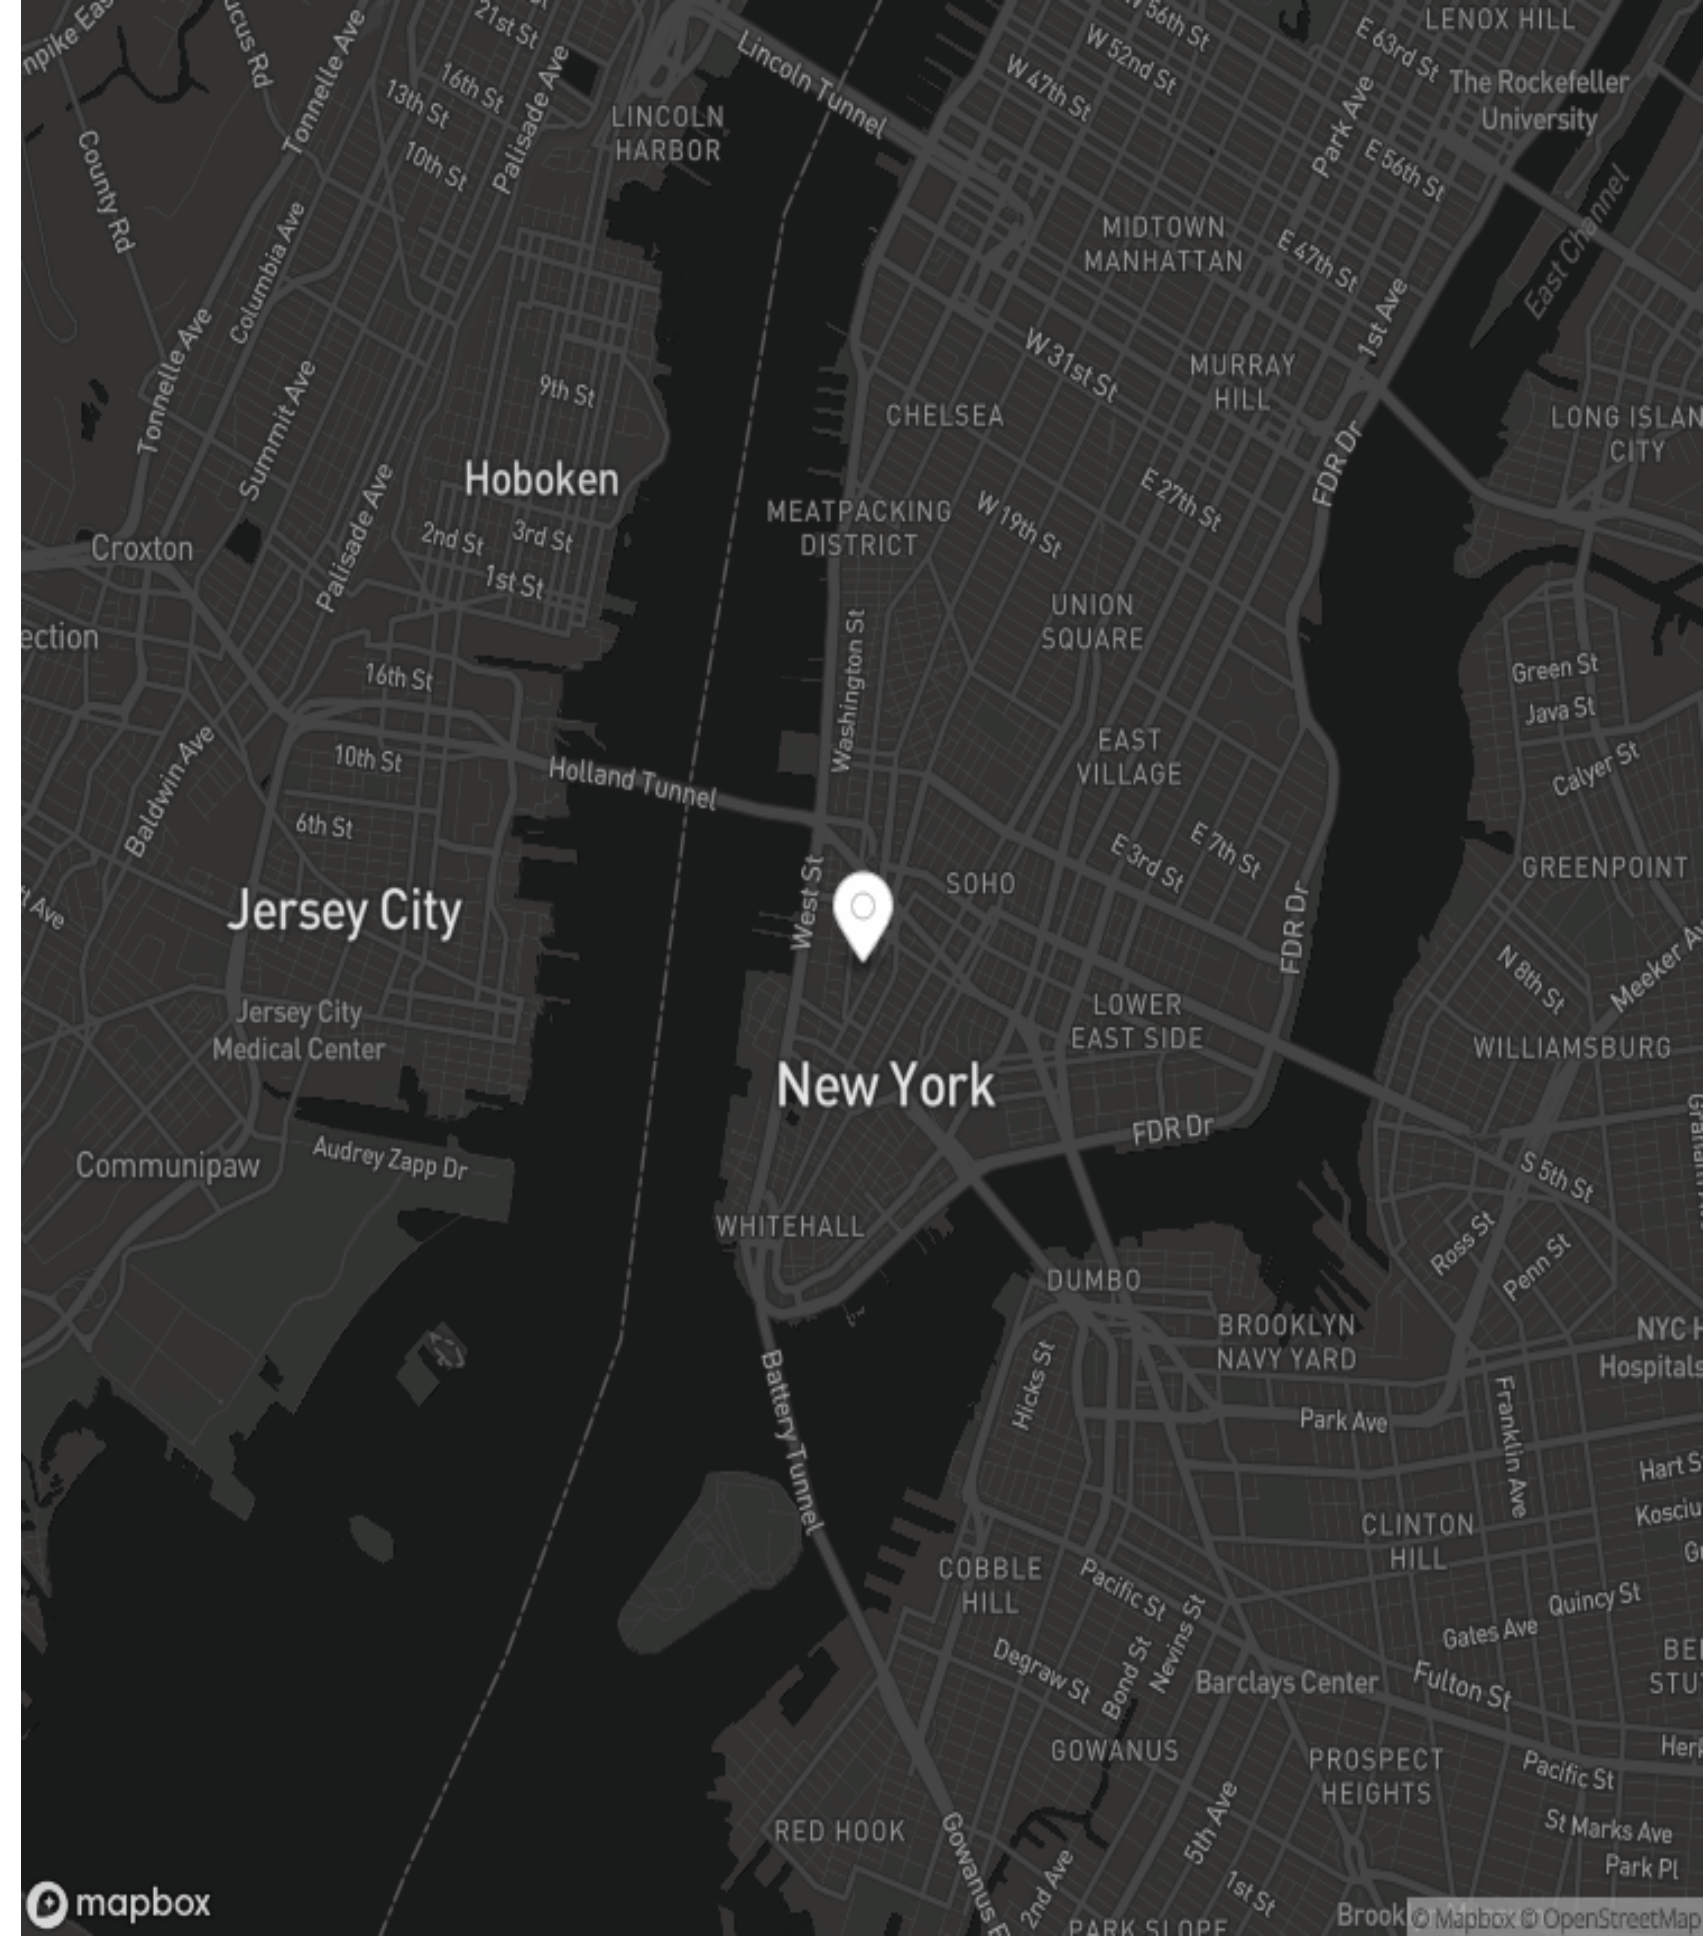 21st St
W 56th St
LENOX HILL
Lincoln Tunnel
W 52nd St
E 63rd St
Tonnelle Ave
16th St
Palisade Ave
W 47th St
The Rockefeller
University
13th St
LINCOLN
HARBOR
Park Ave
10th St
E 56th St
County Rd
MIDTOWN
MANHATTAN
E 47th St
East Channel
Columbia Ave
1st Ave
Tonnelle Ave
W 31st St
MURRAY
HILL
9th St
CHELSEA
Summit Ave
CITY
Hoboken
FDR Dr
E 27th St
MEATPACKING
DISTRICT
W 19th St
Palisade Ave
2nd St
3rd St
Croxton
1st St
UNION
SQUARE
Washington St
16th St
Green St
Java St
10th St
Holland Tunnel
EAST
VILLAGE
Calyer St
Baldwin Ave
6th St
E 7th St
E 3rd St
GREENPOINT
SOHO
West St
Jersey City
FDR Dr
N 8th St
Meeker
Jersey City
Medical Center
LOWER
EAST SIDE
WILLIAMSBURG
New York
FDR Dr
Audrey Zapp Dr
Communipaw
S 5th St
WHITEHALL
Ross St
Penn St
DUMBO
BROOKLYN
NAVY YARD
NYC
Hospitals
Hicks St
Battery Tunnel
Park Ave
Franklin Ave
Hart
CLINTON
HILL
COBBLE
HILL
Pacific St
Quincy St
Nevins St
Gates Ave
Degraw St
Bond St
Barclays Center
Fulton St
GOWANUS
PROSPECT
HEIGHTS
Pacific St
5th Ave
RED HOOK
St Marks Ave
Gowanus
Park Pl
2nd Ave
1st St
mapbox
PARK SLOPE
© Mapbox © OpenStreetMap